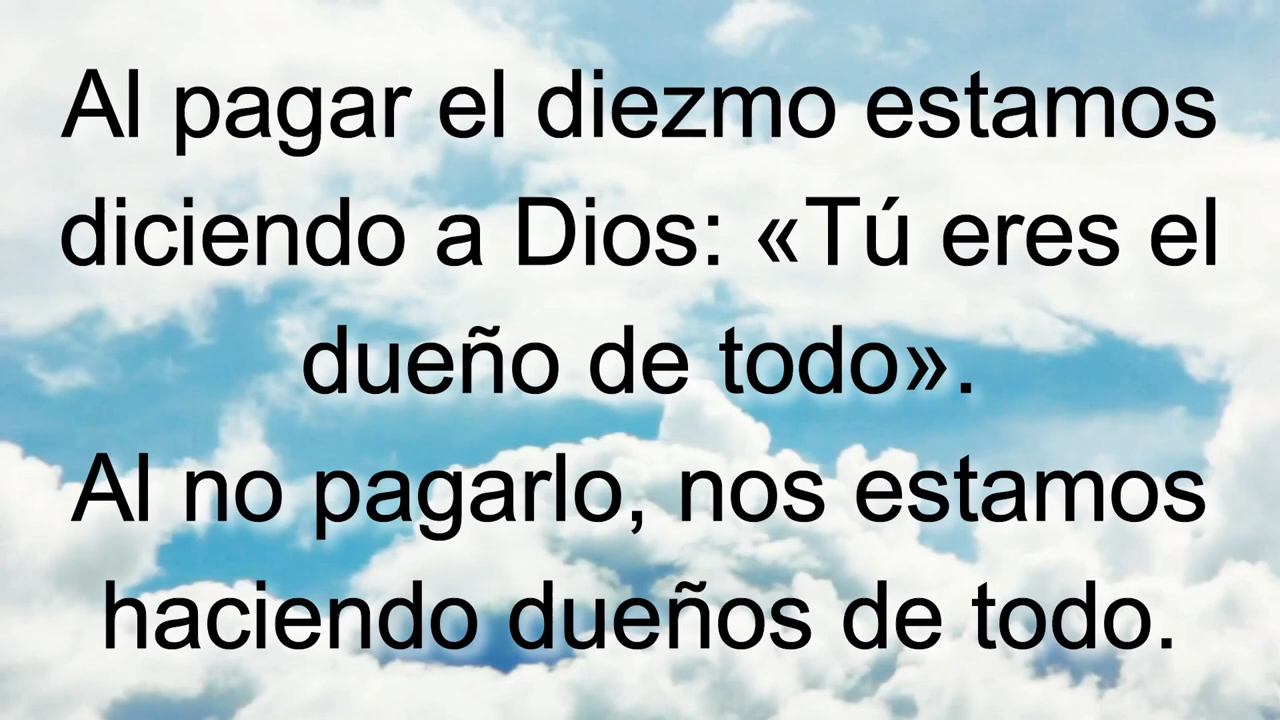 Al pagar el diezmo estamos
diciendo a Dios: «Tú eres el
dueño de todo».
Al no pagarlo, nos estamos
haciendo dueños de todo.